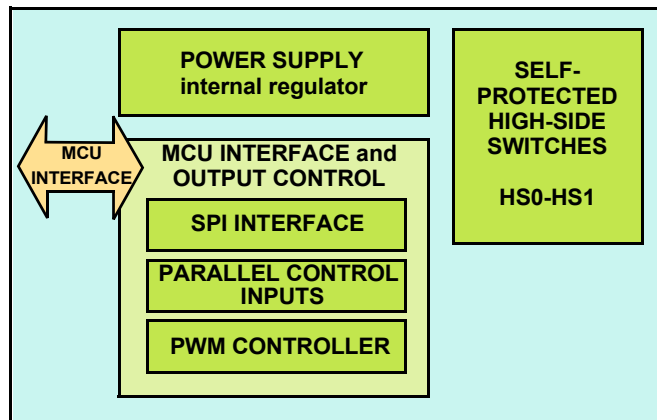 POWER SUPPLY
internal regulator
SELF-
PROTECTED
HIGH-SIDE
SWITCHES
HS0-HS1
MCU
INTERFACE
MCU INTERFACE and
OUTPUT CONTROL
SPI INTERFACE
PARALLEL CONTROL
INPUTS
PWM CONTROLLER